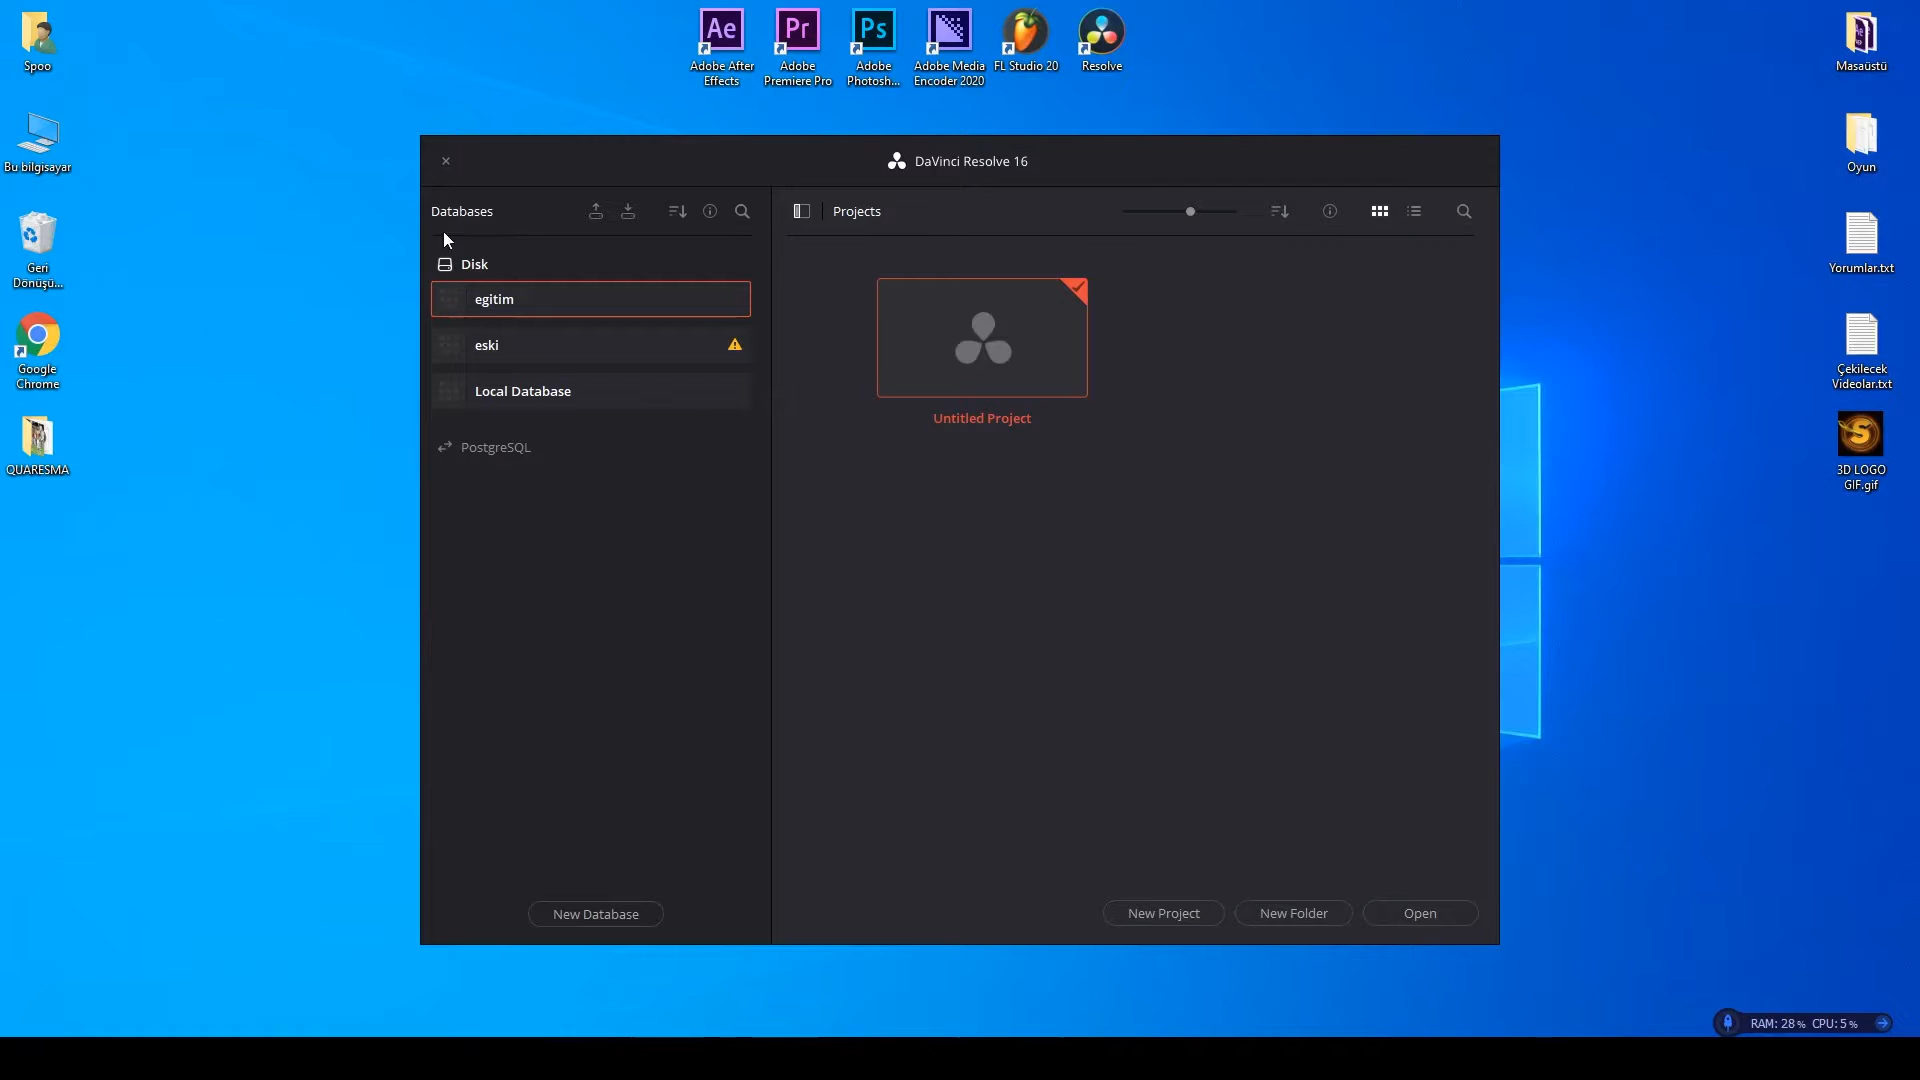 Spoo
Bu bilgisayar
Geri
Dönüşü...
Google
Chrome
QUARESMA
Ae
Adobe After
Effects
Pr
Adobe
Premiere Pro
Ps
Adobe
Photosh...
Adobe Media
Encoder 2020
FL Studio 20
Resolve
Masaüstü
Oyun
Yorumlar.txt
Çekilecek
Videolar.txt
3D LOGO
GIF.gif
DaVinci Resolve 16
Databases
Disk
egitim
eski
Local Database
PostgreSQL
New Database
Projects
Untitled Project
New Project
New Folder
Open
RAM: 28 % CPU: 5 %